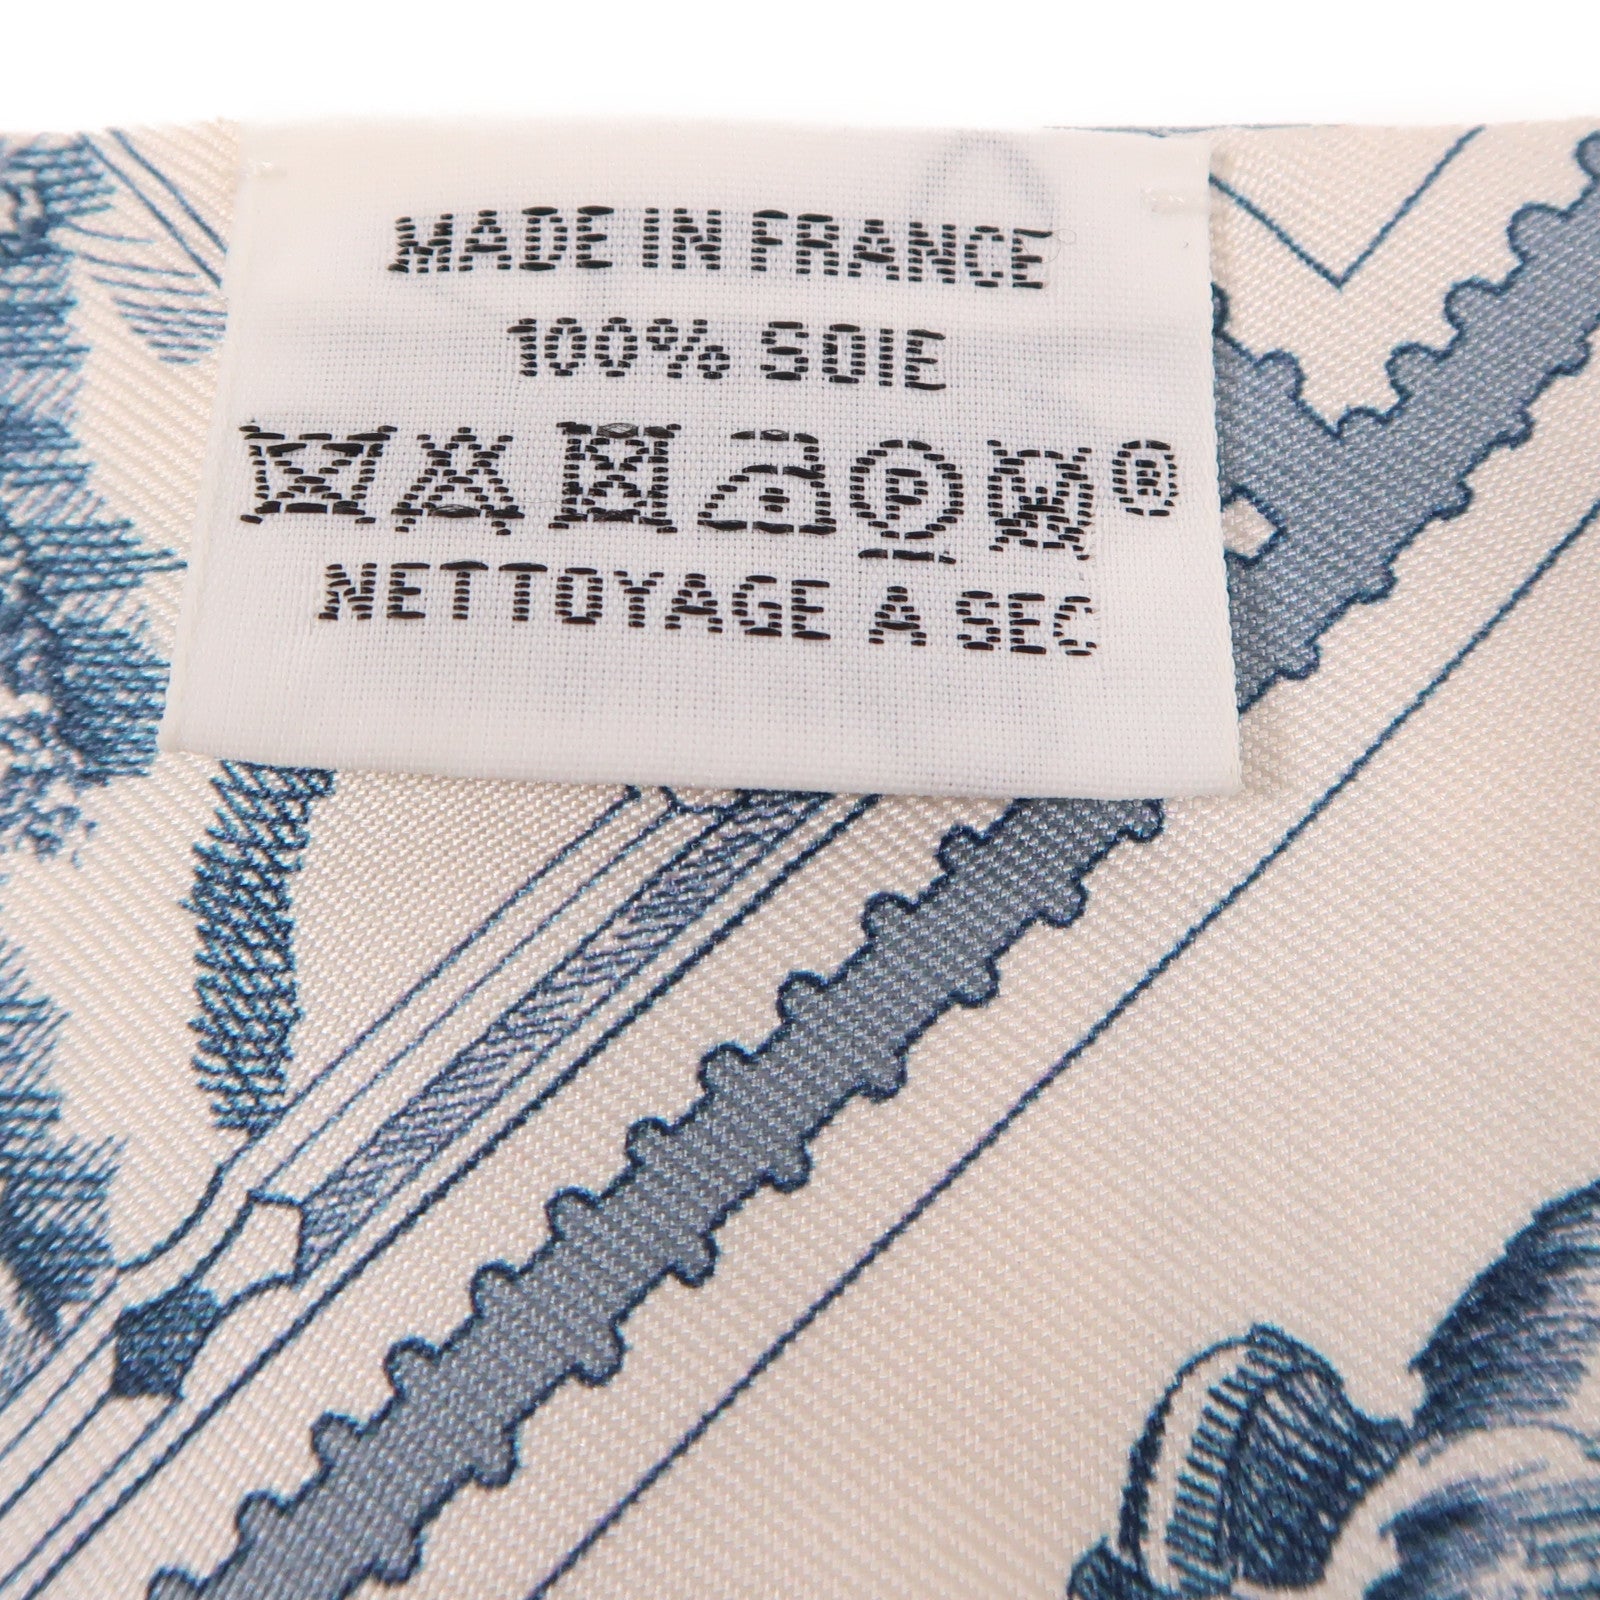 MADE IN FRANCE
100% SOIE
P W ®
NETTOYAGE A SEC